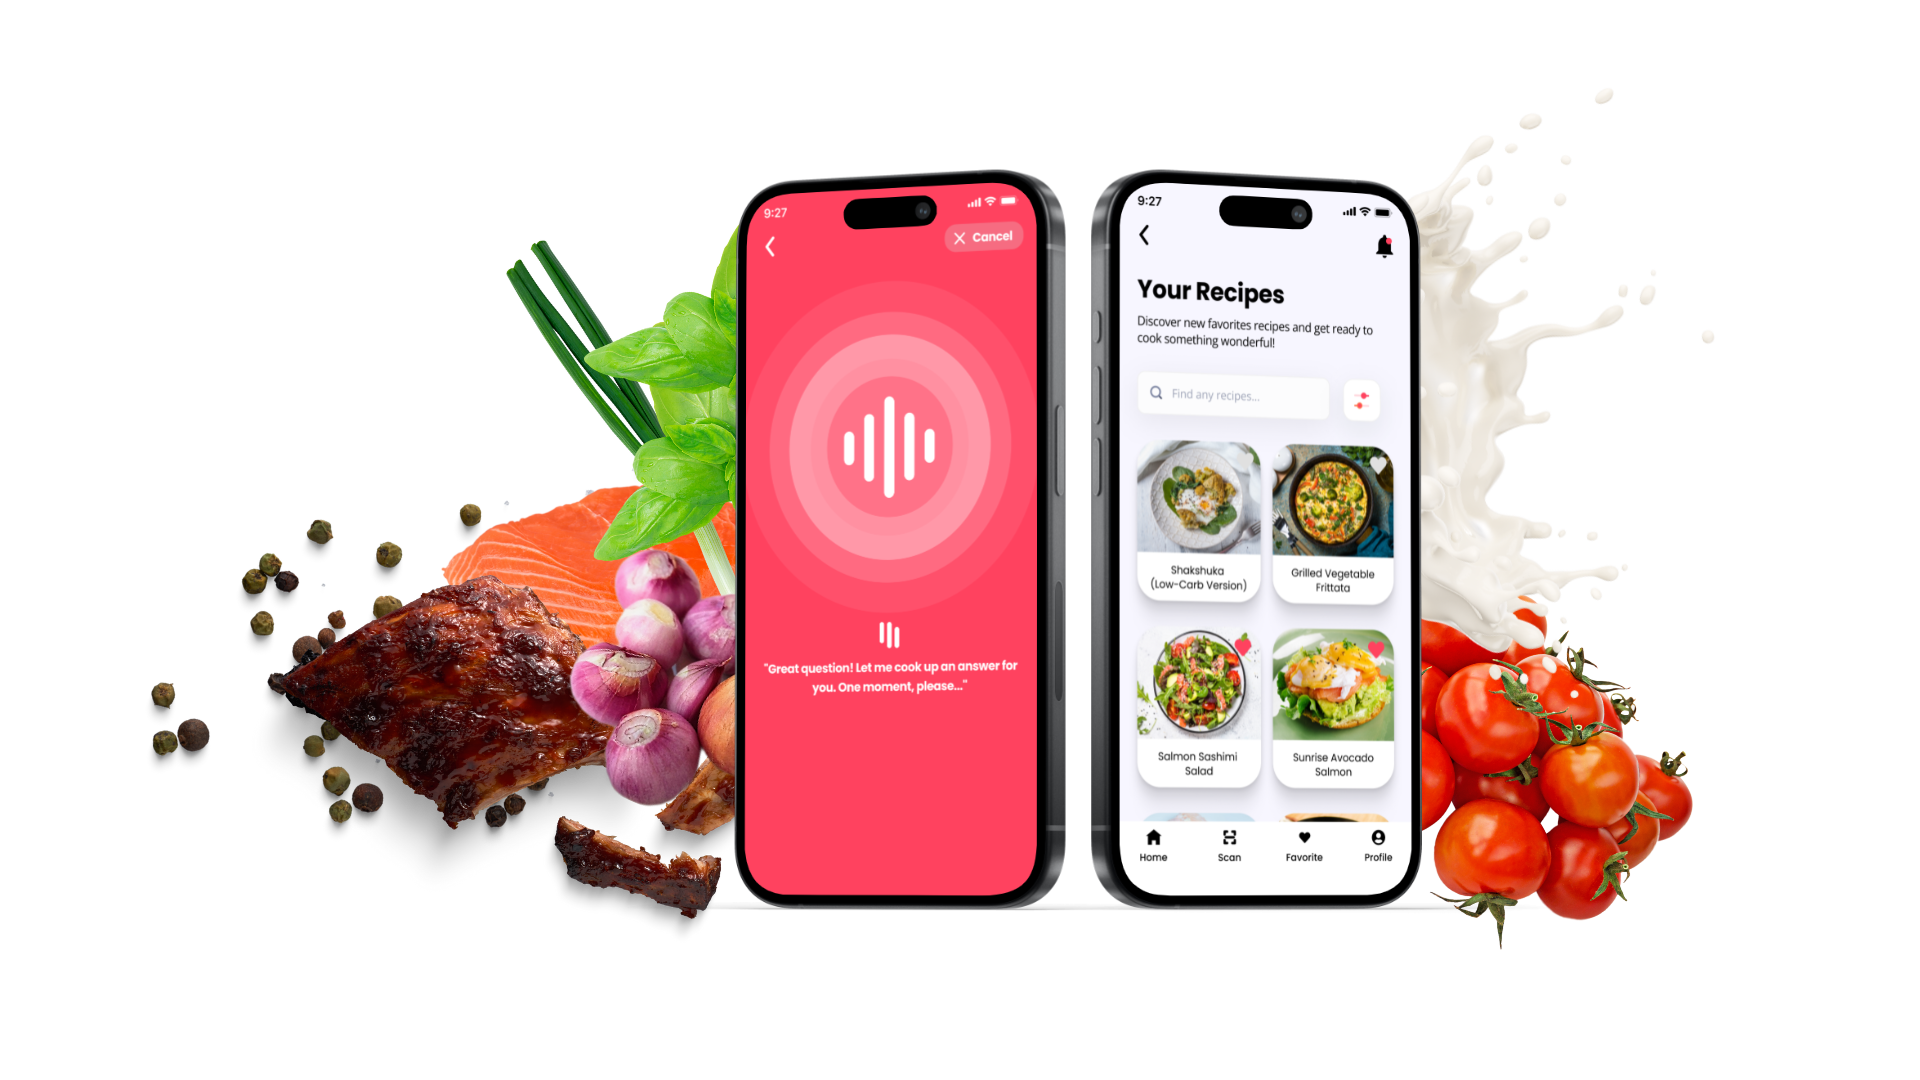 9:27
Cancel
"Great question! Let me cook up an answer for
you. One moment, please..."
9:27
Your Recipes
Discover new favorites recipes and get ready to
cook something wonderful!
Find any recipes...
Shakshuka
(Low-Carb Version)
Grilled Vegetable
Frittata
Salmon Sashimi
Salad
Sunrise Avocado
Salmon
Home
Scan
Favorite
Profile